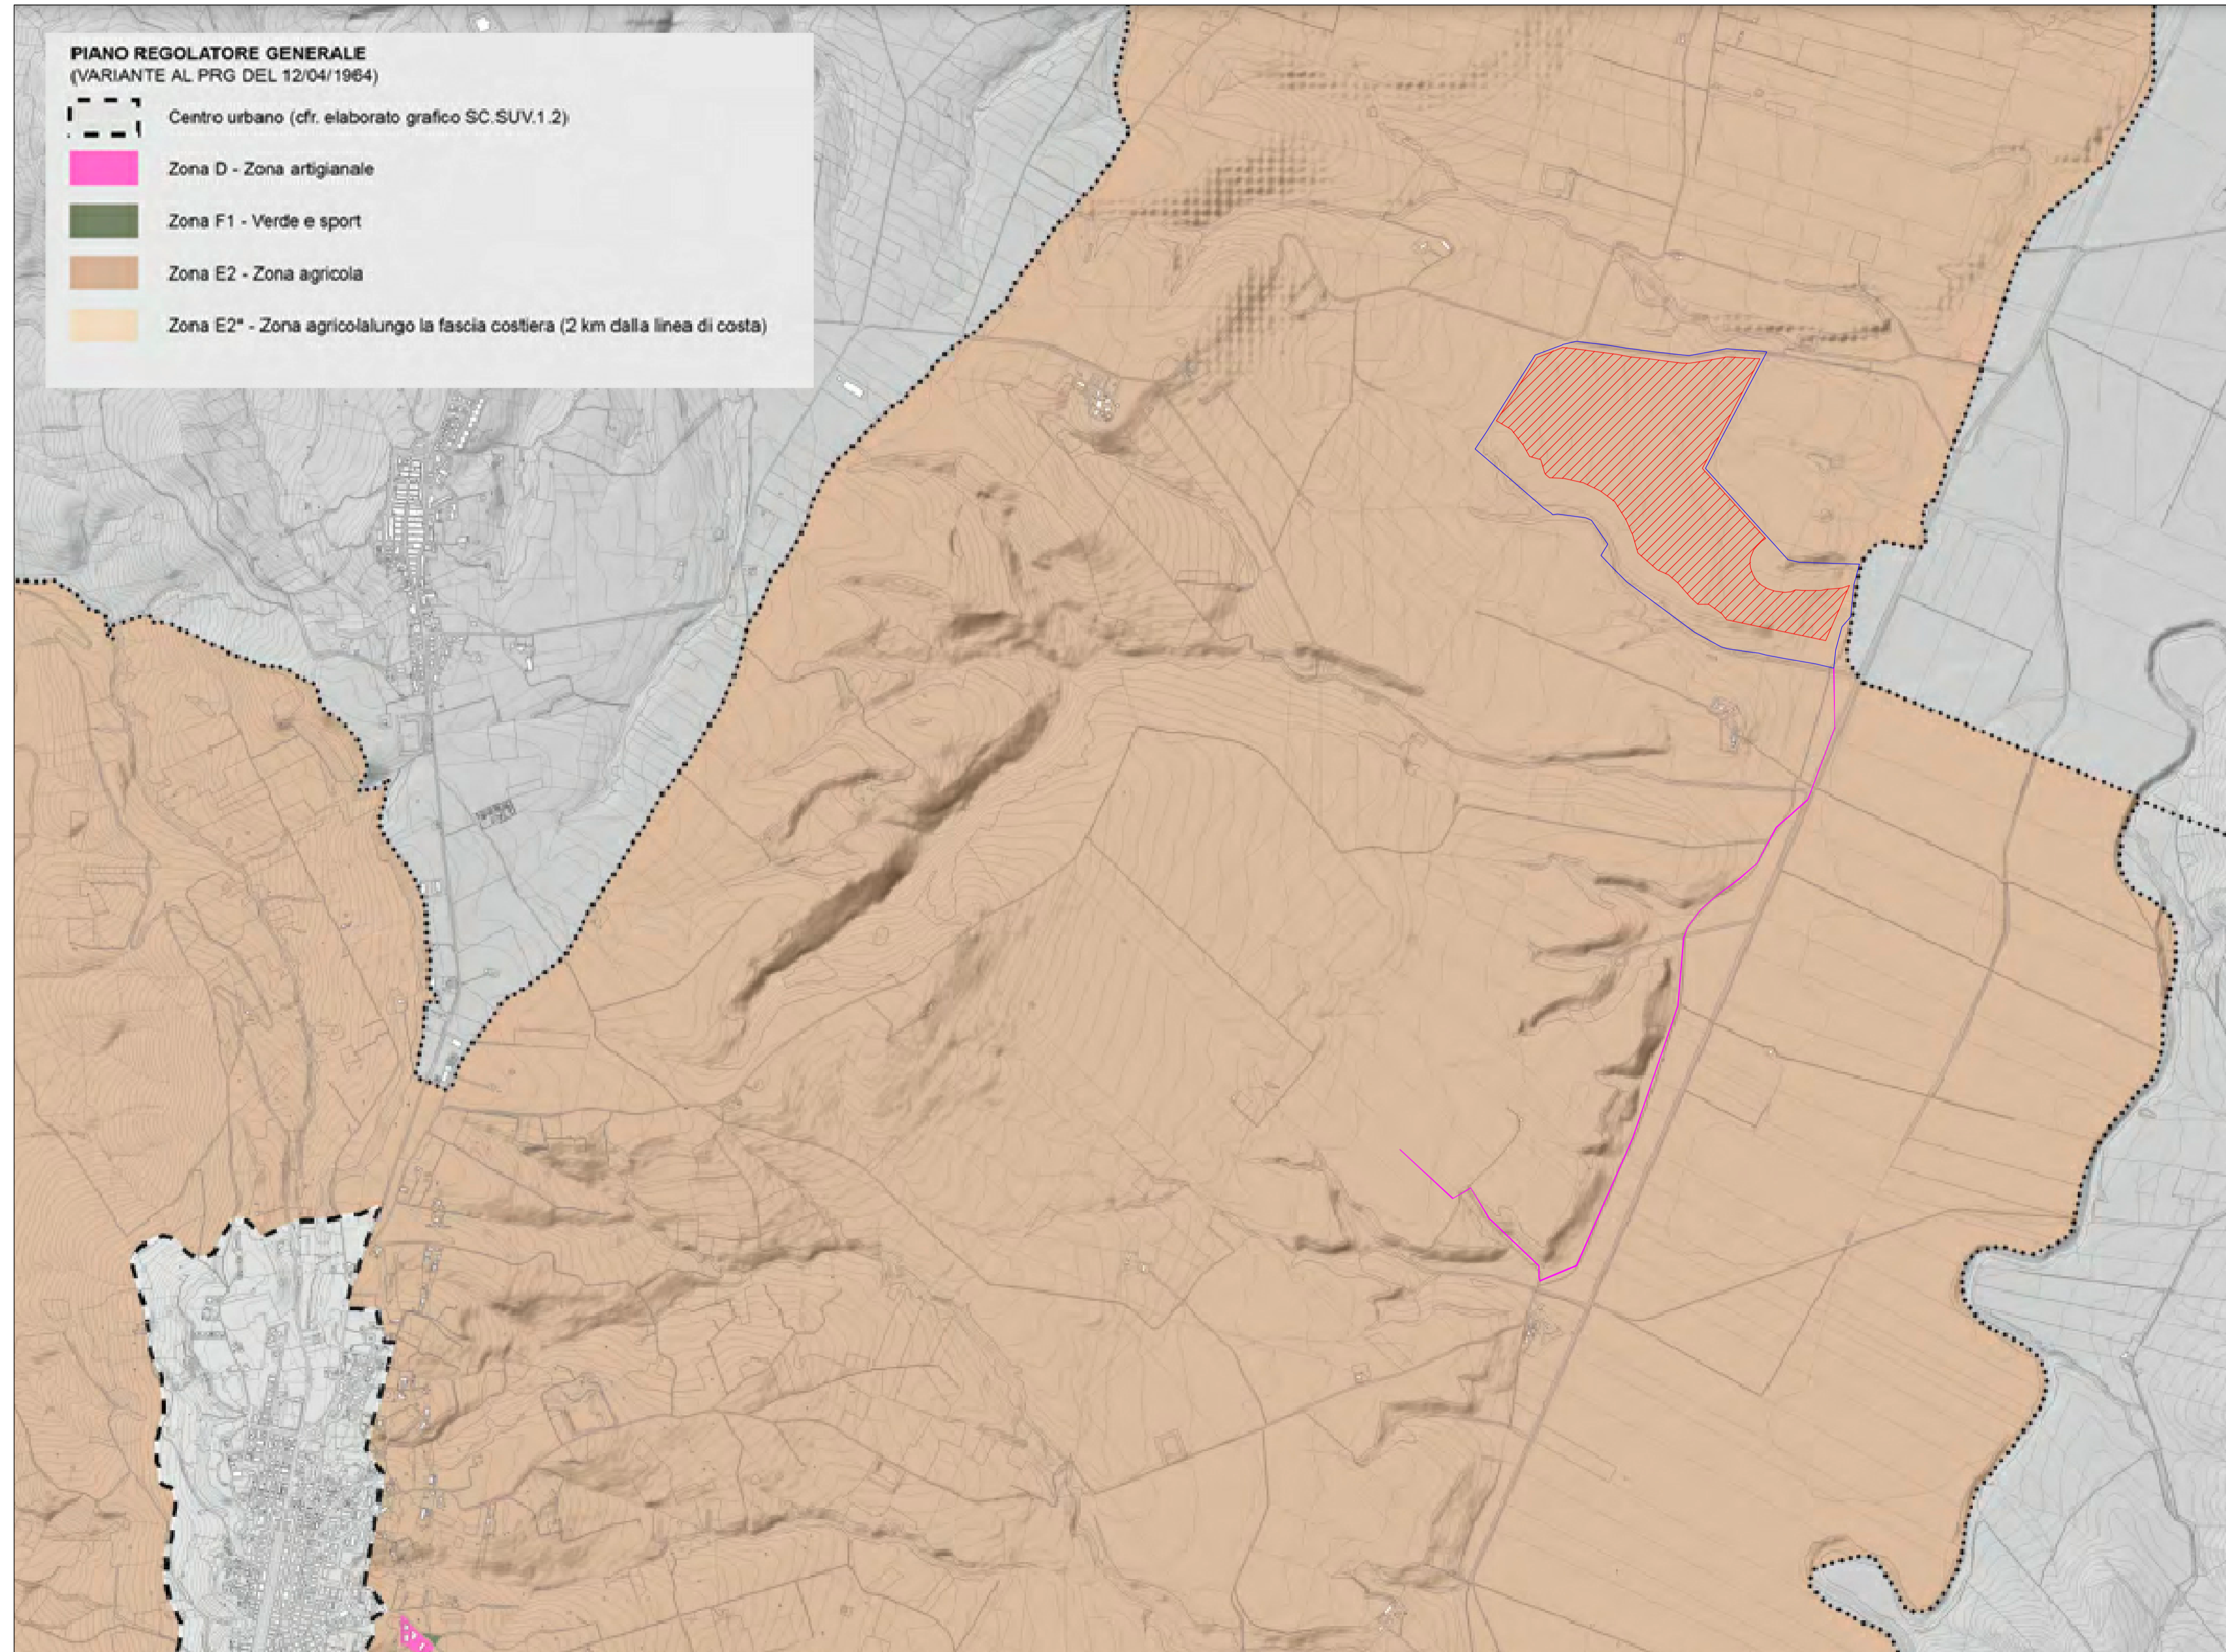 PIANO REGOLATORE GENERALE
(VARIANTE AL PRG DEL 12/04/1964)
Centro urbano (cfr. elaborato grafico SC.SUV.1.2)
Zona D - Zona artigianale
Zona F1 - Verde e sport
Zona E2 - Zona agricola
Zona E2* - Zona agricolalungo la fascia costiera (2 km dalla linea di costa)